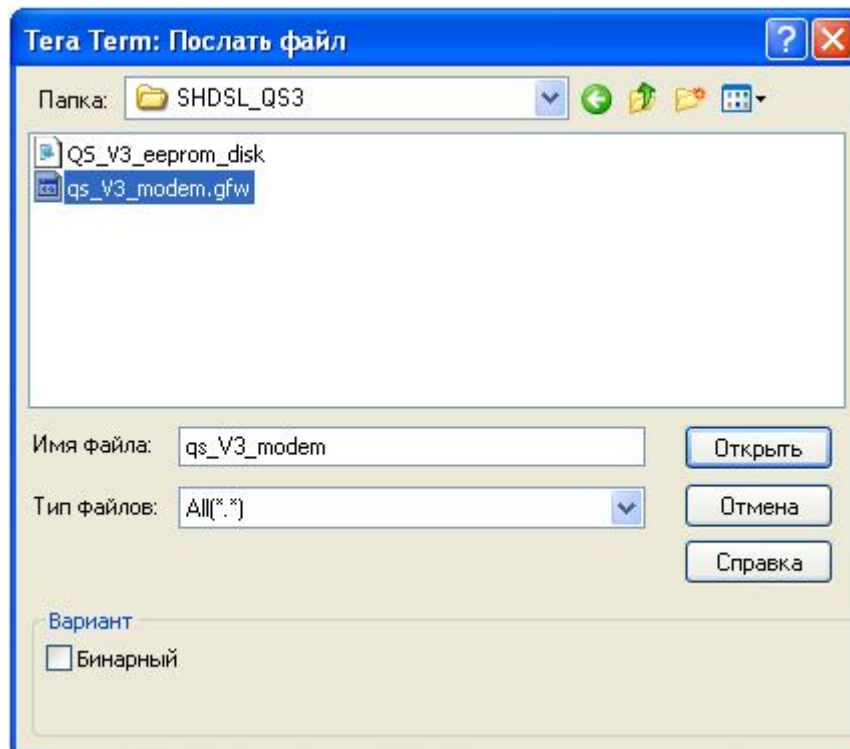 Tera Term: Послать файл
Папка: SHDSL_QS3
QS_V3_eeprom_disk
qs_V3_modem.gfw
Имя файла: qs_V3_modem Открыть
Тип файлов: All(*.*) Отмена
Справка
Вариант
Бинарный